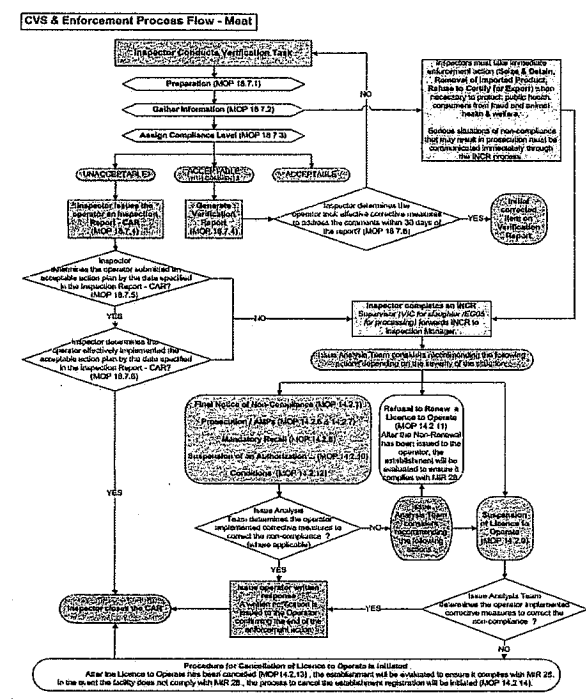 CVS & Enforcement Process Flow - Meat
Inspector Conducts Verification Task
Preparation (MOP 18.7.1)
Gather Information (MOP 18.7.2)
Assign Compliance Level (MOP 18.7.3)
NO
Inspectors must take immediate
enforcement action (Seize & Detain,
Removal of Imported Product,
Refuse to Certify for Export) when
necessary to protect public health,
consumers from fraud and animal
health & welfare.
Serious situations of non-compliance
that may result in prosecution must be
communicated immediately through
the INCR process.
UNACCEPTABLE
ACCEPTABLE
ACCEPTABLE
Inspector issues the
operator an Inspection
Report - CAR
(MOP 18.7.4)
Generate
Verification
Report
(MOP 18.7.4)
Inspector determines the
operator took effective corrective measures
to address the comments within 30 days of
the report? (MOP 18.7.6)
YES
Initial
corrected
item on
Verification
Report
Inspector
determines the operator submitted an
acceptable action plan by the date specified
in the Inspection Report - CAR?
(MOP 18.7.5)
YES
NO
Inspector determines the
operator effectively implemented the
acceptable action plan by the date specified
in the Inspection Report - CAR?
(MOP 18.7.6)
Inspector completes an INCR
Supervisor (VIC for slaughter /EG05
for processing) forwards INCR to
Inspection Manager.
Issue Analysis Team considers recommending the following
actions depending on the severity of the situation:
Final Notice of Non-Compliance (MOP 14.2.1)
Prosecution / AMPs (MOP 14.2.6 & 14.2.7)
Mandatory Recall (MOP 14.2.8)
Suspension of an Authorization (MOP 14.2.10)
Conditions (MOP 14.2.12)
Refusal to Renew a
Licence to Operate
(MOP 14.2.11)
After the Non-Renewal
has been issued to the
operator, the
establishment will be
evaluated to ensure it
complies with MIR 28.
YES
Issue Analysis
Team determines the operator
implemented corrective measures to
correct the non-compliance ?
(where applicable)
NO
Issue
Analysis Team
considers
recommending
the following
actions
Suspension
of Licence to
Operate
(MOP 14.2.9)
YES
Inspector closes the CAR
Issue operator written
response
A written notification is
issued to the Operator
confirming the end of the
enforcement action
YES
Issue Analysis Team
determines the operator implemented
corrective measures to correct the
non-compliance ?
NO
Procedure for Cancellation of Licence to Operate is initiated
After the Licence to Operate has been cancelled (MOP14.2.13) , the establishment will be evaluated to ensure it complies with MIR 28.
In the event the facility does not comply with MIR 28 , the process to cancel the establishment registration will be initiated (MOP 14.2.14).